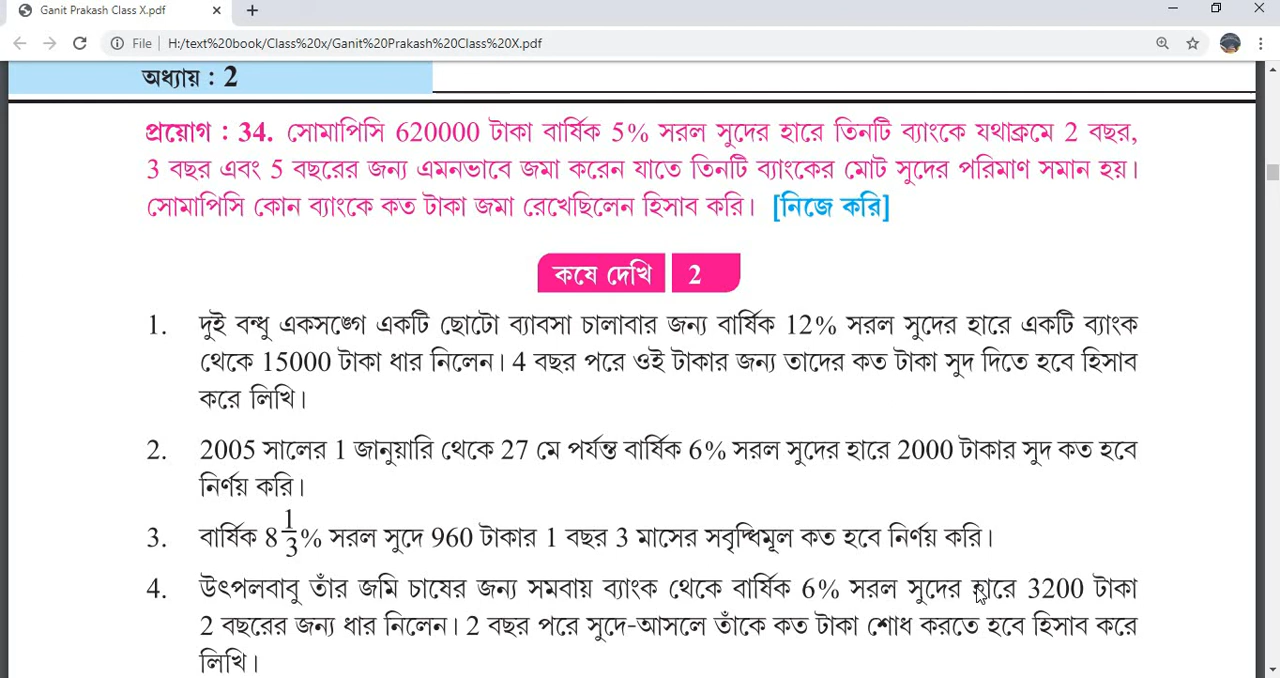 Ganit Prakash Class X.pdf
File | H:/text%20book/Class%20x/Ganit%20Prakash%20Class%20X.pdf
অধ্যায় : 2
প্রয়োগ : 34. সোমাপিসি 620000 টাকা বার্ষিক 5% সরল সুদের হারে তিনটি ব্যাংকে যথাক্রমে 2 বছর,
3 বছর এবং 5 বছরের জন্য এমনভাবে জমা করেন যাতে তিনটি ব্যাংকের মোট সুদের পরিমাণ সমান হয়।
সোমাপিসি কোন ব্যাংকে কত টাকা জমা রেখেছিলেন হিসাব করি। [নিজে করি]
কষে দেখি 2
1. দুই বন্ধু একসঙ্গে একটি ছোটো ব্যাবসা চালাবার জন্য বার্ষিক 12% সরল সুদের হারে একটি ব্যাংক
থেকে 15000 টাকা ধার নিলেন। 4 বছর পরে ওই টাকার জন্য তাদের কত টাকা সুদ দিতে হবে হিসাব
করে লিখি।
2. 2005 সালের 1 জানুয়ারি থেকে 27 মে পর্যন্ত বার্ষিক 6% সরল সুদের হারে 2000 টাকার সুদ কত হবে
নির্ণয় করি।
3. বার্ষিক 8 1/3% সরল সুদে 960 টাকার 1 বছর 3 মাসের সবৃদ্ধিমূল কত হবে নির্ণয় করি।
4. উৎপলবাবু তাঁর জমি চাষের জন্য সমবায় ব্যাংক থেকে বার্ষিক 6% সরল সুদের হারে 3200 টাকা
2 বছরের জন্য ধার নিলেন। 2 বছর পরে সুদে-আসলে তাঁকে কত টাকা শোধ করতে হবে হিসাব করে
লিখি।